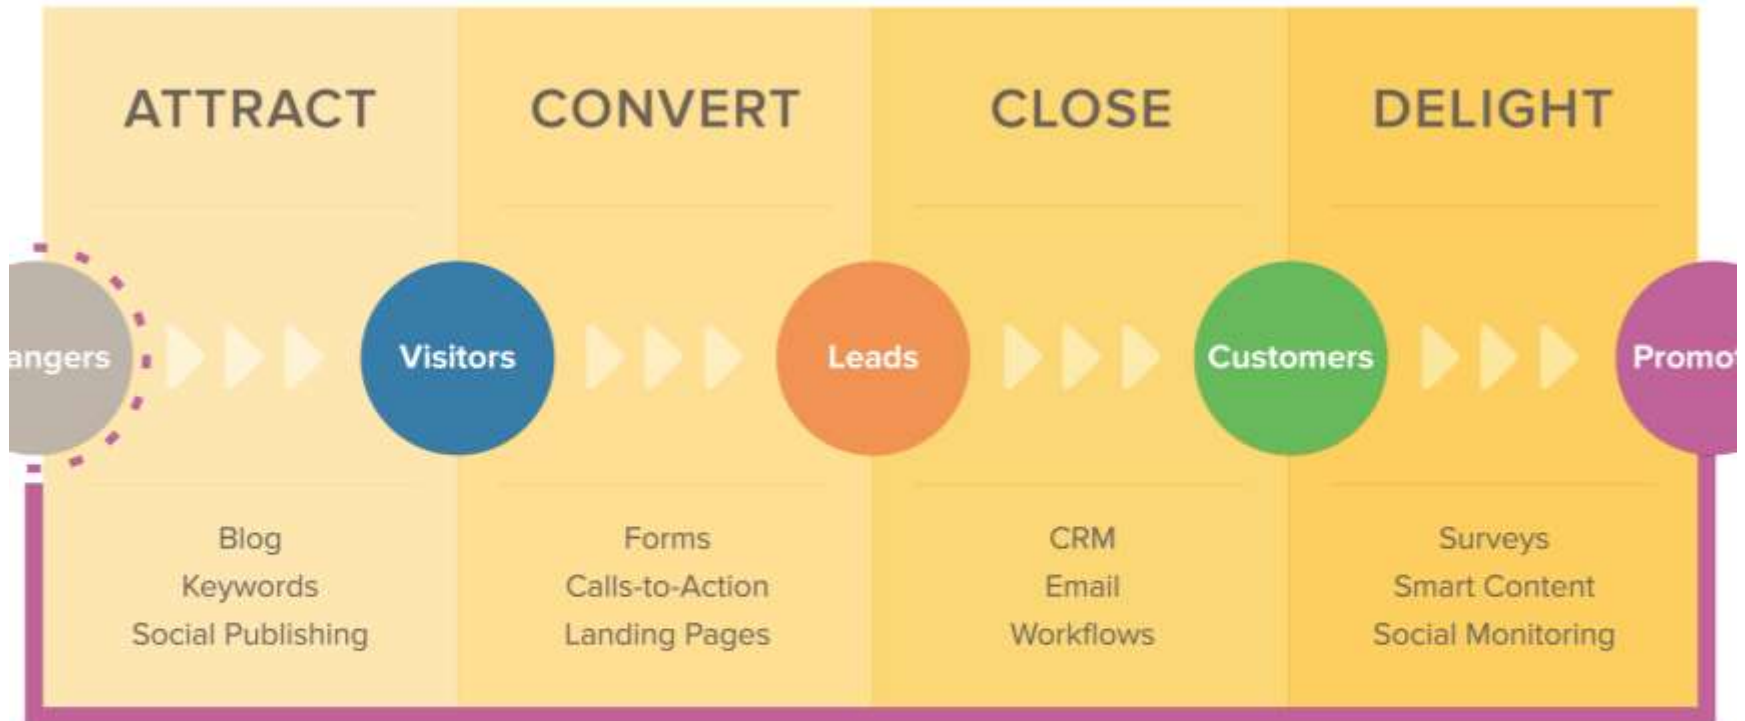 ATTRACT CONVERT CLOSE DELIGHT
angers Visitors Leads Customers Promo
Blog Forms CRM Surveys
Keywords Calls-to-Action Email Smart Content
Social Publishing Landing Pages Workflows Social Monitoring